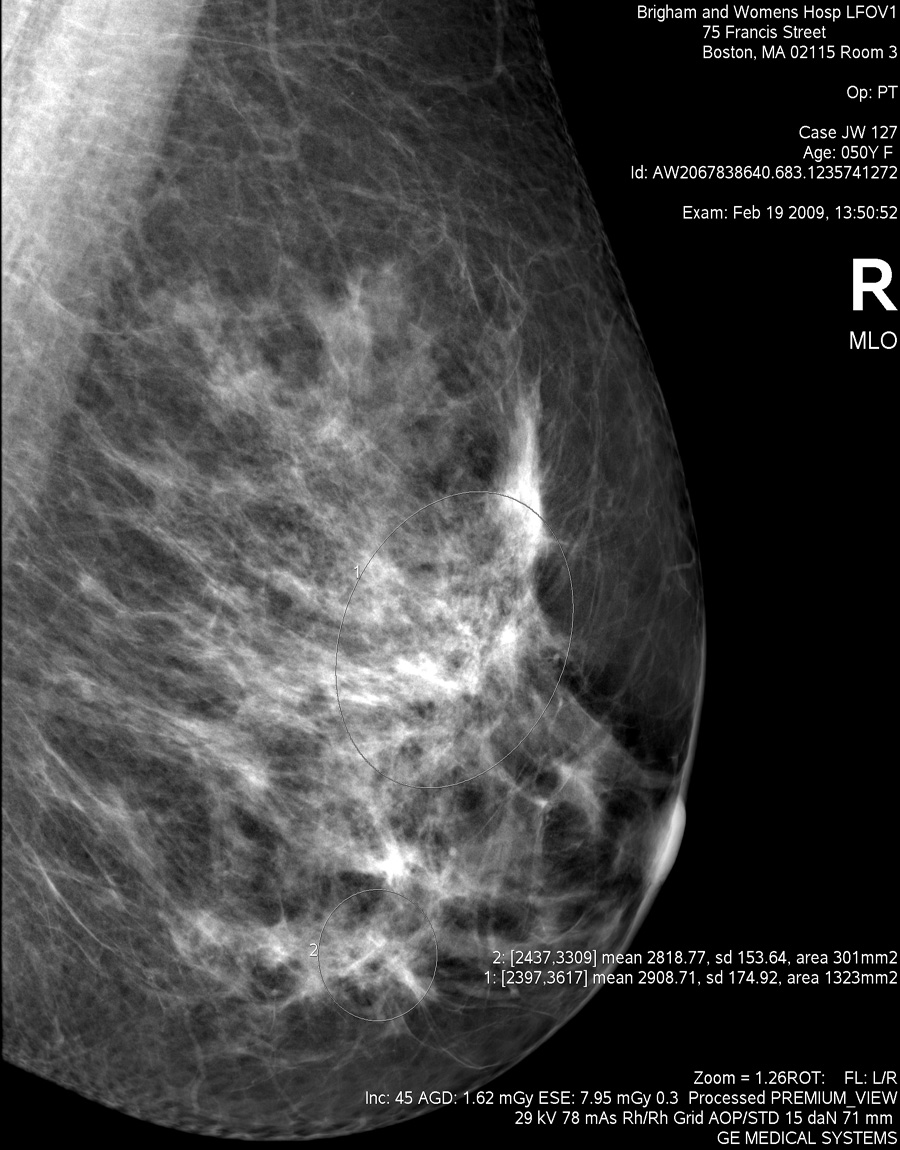 Brigham and Womens Hosp LFOV1
75 Francis Street
Boston, MA 02115 Room 3
Op: PT
Case JW 127
Age: 050Y F
Id: AW2067838640.683.1235741272
Exam: Feb 19 2009, 13:50:52
R
MLO
1
2
2: [2437,3309] mean 2818.77, sd 153.64, area 301mm2
1: [2397,3617] mean 2908.71, sd 174.92, area 1323mm2
Zoom = 1.26ROT: FL: L/R
Inc: 45 AGD: 1.62 mGy ESE: 7.95 mGy 0.3 Processed PREMIUM_VIEW
29 kV 78 mAs Rh/Rh Grid AOP/STD 15 daN 71 mm
GE MEDICAL SYSTEMS